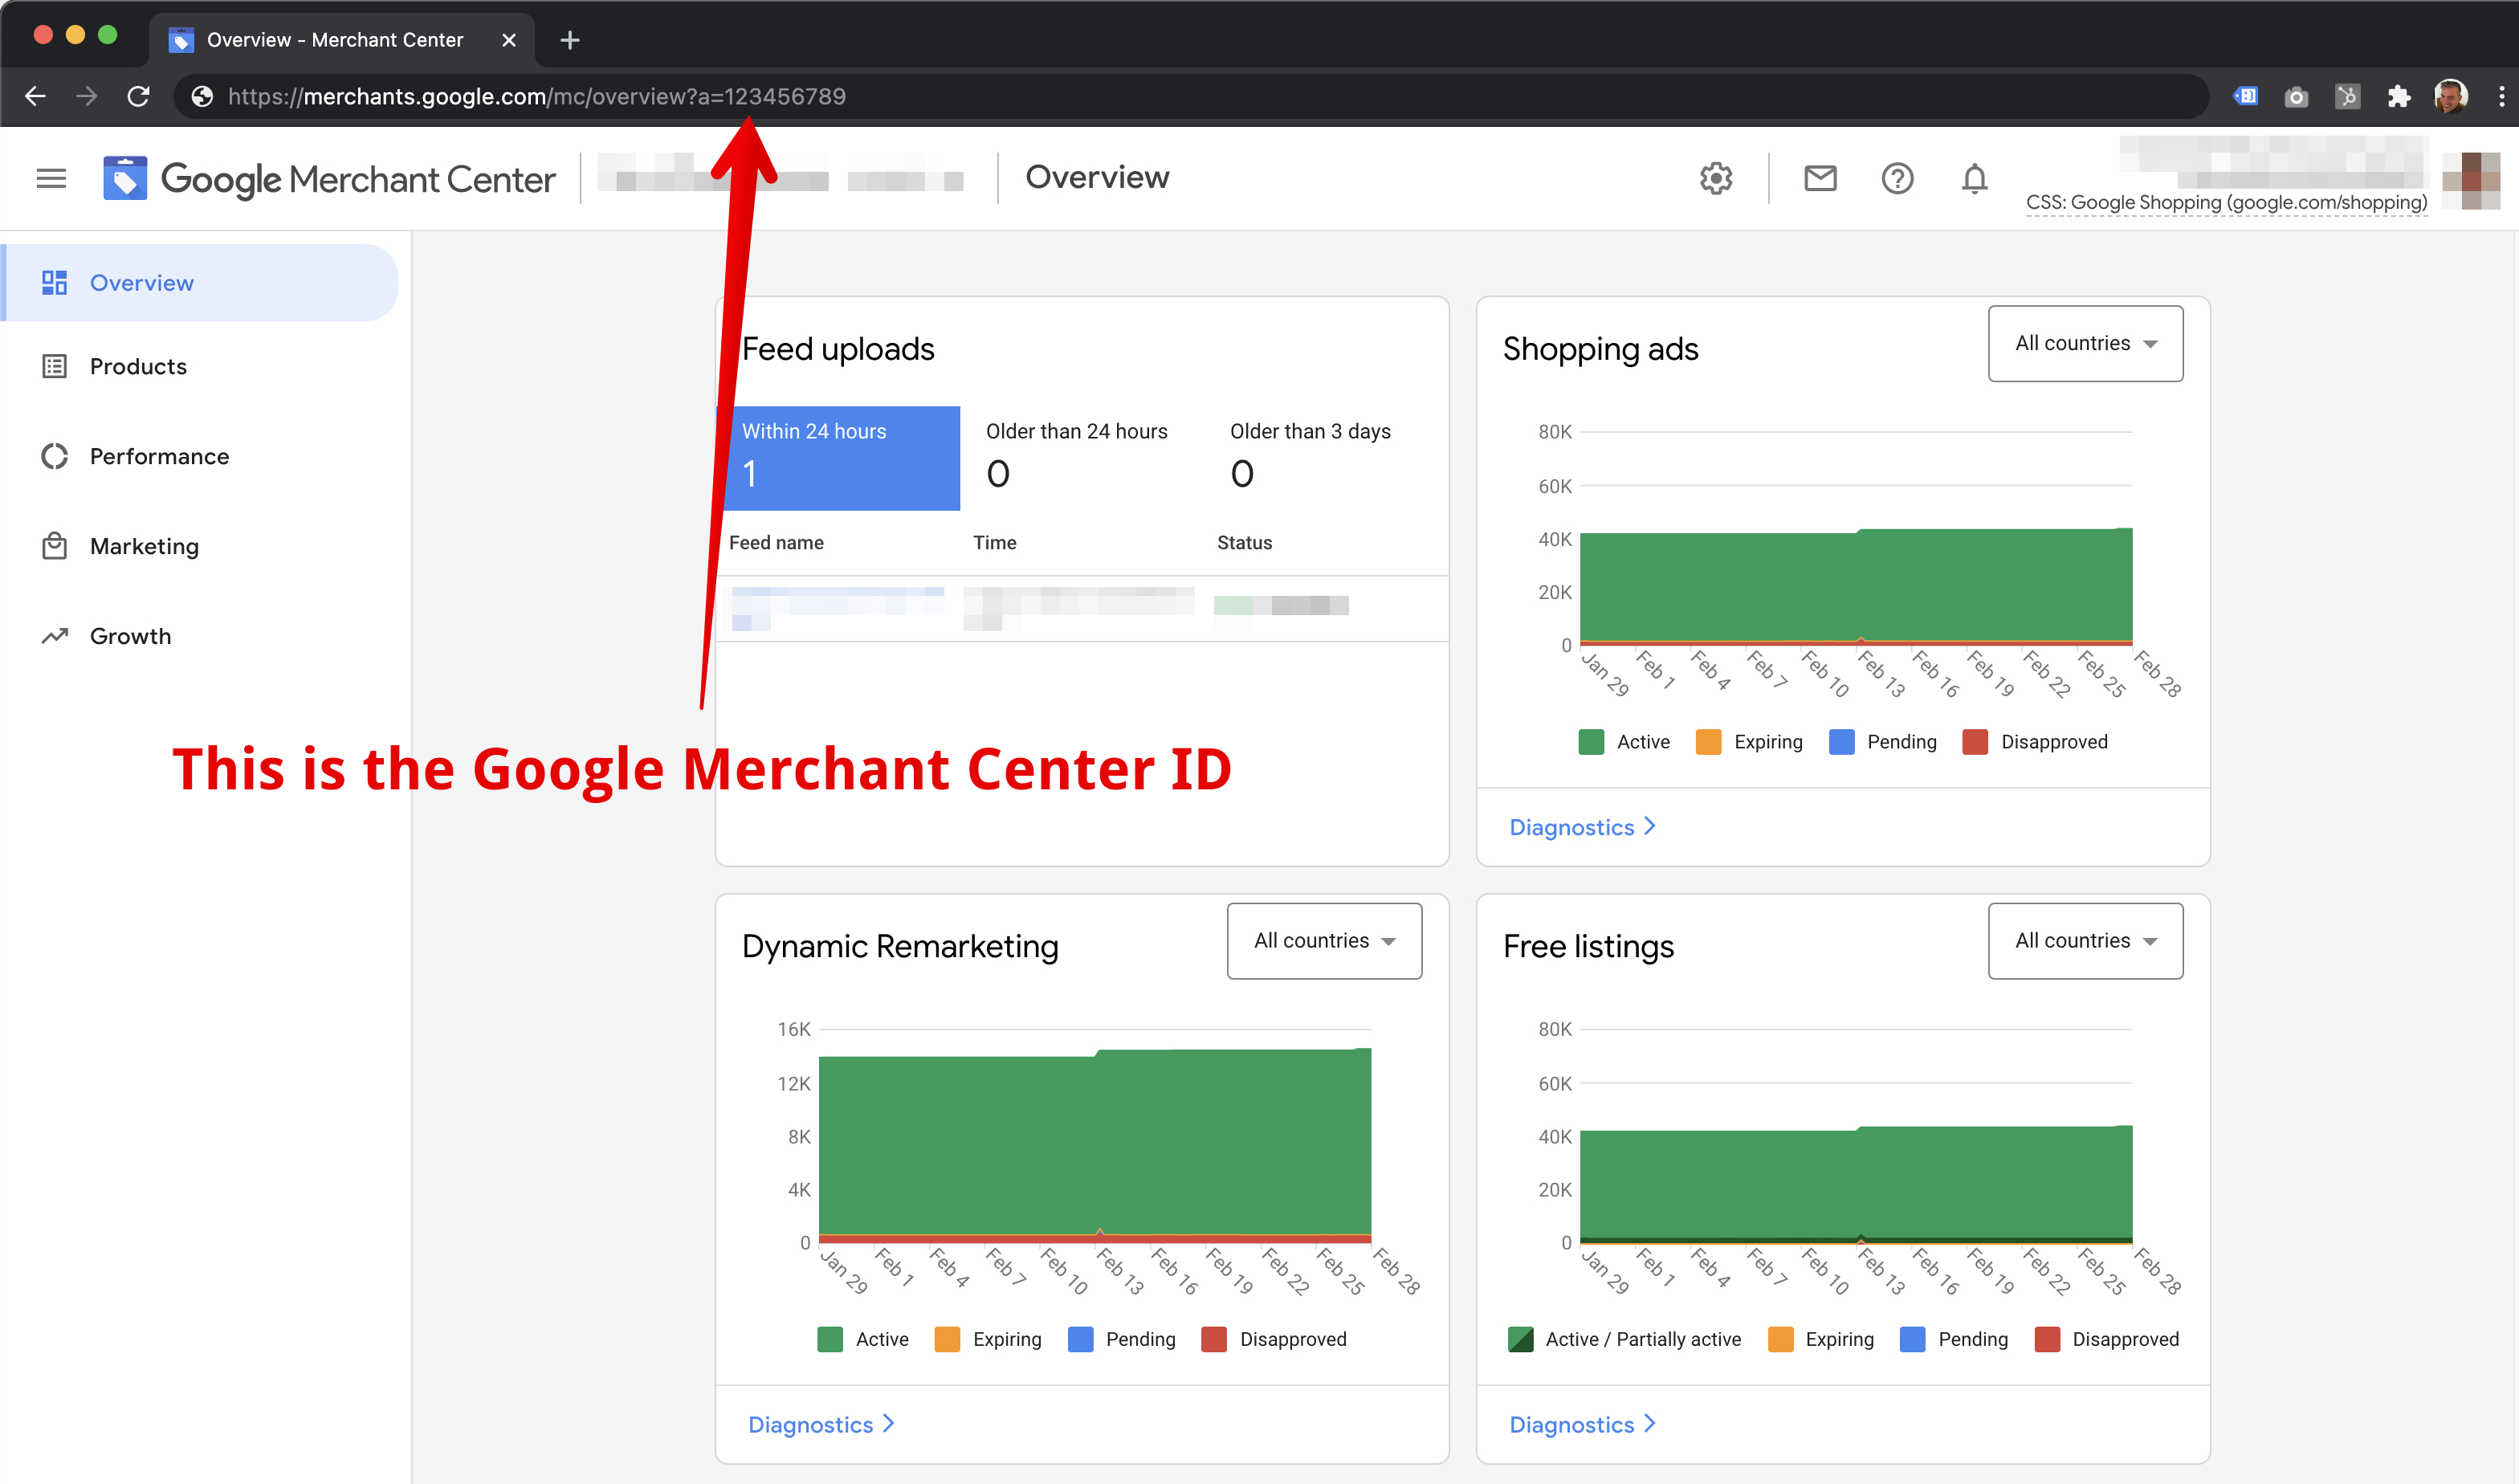 Overview - Merchant Center
https://merchants.google.com/mc/overview?a=123456789
Google Merchant Center
Overview
CSS: Google Shopping (google.com/shopping)
Overview
Products
Performance
Marketing
Growth
Feed uploads
Within 24 hours
1
Older than 24 hours
0
Older than 3 days
0
Feed name Time Status
This is the Google Merchant Center ID
Shopping ads
All countries
80K
60K
40K
20K
0
Jan 29 Feb 1 Feb 4 Feb 7 Feb 10 Feb 13 Feb 16 Feb 19 Feb 22 Feb 25 Feb 28
Active Expiring Pending Disapproved
Diagnostics
Dynamic Remarketing
All countries
16K
12K
8K
4K
0
Jan 29 Feb 1 Feb 4 Feb 7 Feb 10 Feb 13 Feb 16 Feb 19 Feb 22 Feb 25 Feb 28
Active Expiring Pending Disapproved
Diagnostics
Free listings
All countries
80K
60K
40K
20K
0
Jan 29 Feb 1 Feb 4 Feb 7 Feb 10 Feb 13 Feb 16 Feb 19 Feb 22 Feb 25 Feb 28
Active / Partially active Expiring Pending Disapproved
Diagnostics